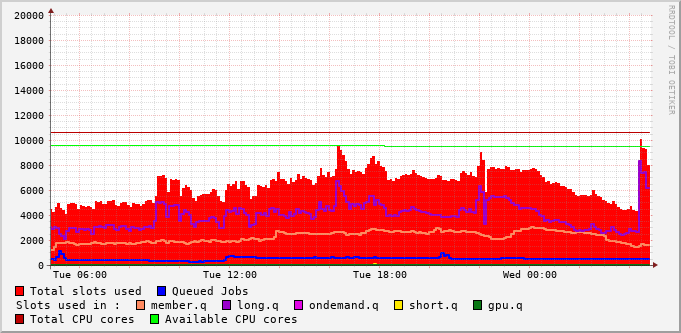 20000
18000
16000
14000
12000
10000
8000
6000
4000
2000
0
Tue 06:00 Tue 12:00 Tue 18:00 Wed 00:00
Total slots used Queued Jobs
Slots used in : member.q long.q ondemand.q short.q gpu.q
Total CPU cores Available CPU cores
RRDTOOL / TOBI OETIKER